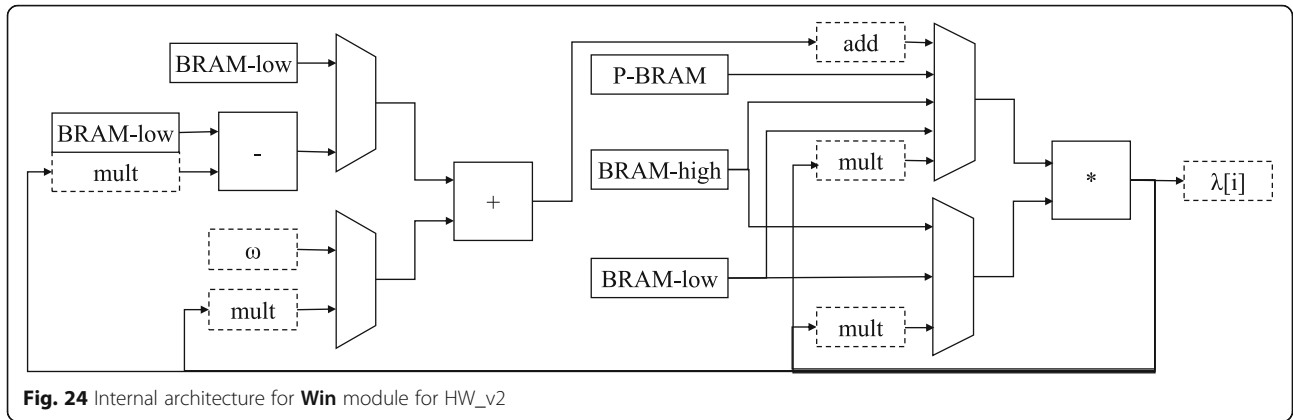 BRAM-low
add
P-BRAM
BRAM-low
mult
-
BRAM-high
mult
*
λ[i]
+
ω
BRAM-low
mult
mult
Fig. 24 Internal architecture for Win module for HW_v2